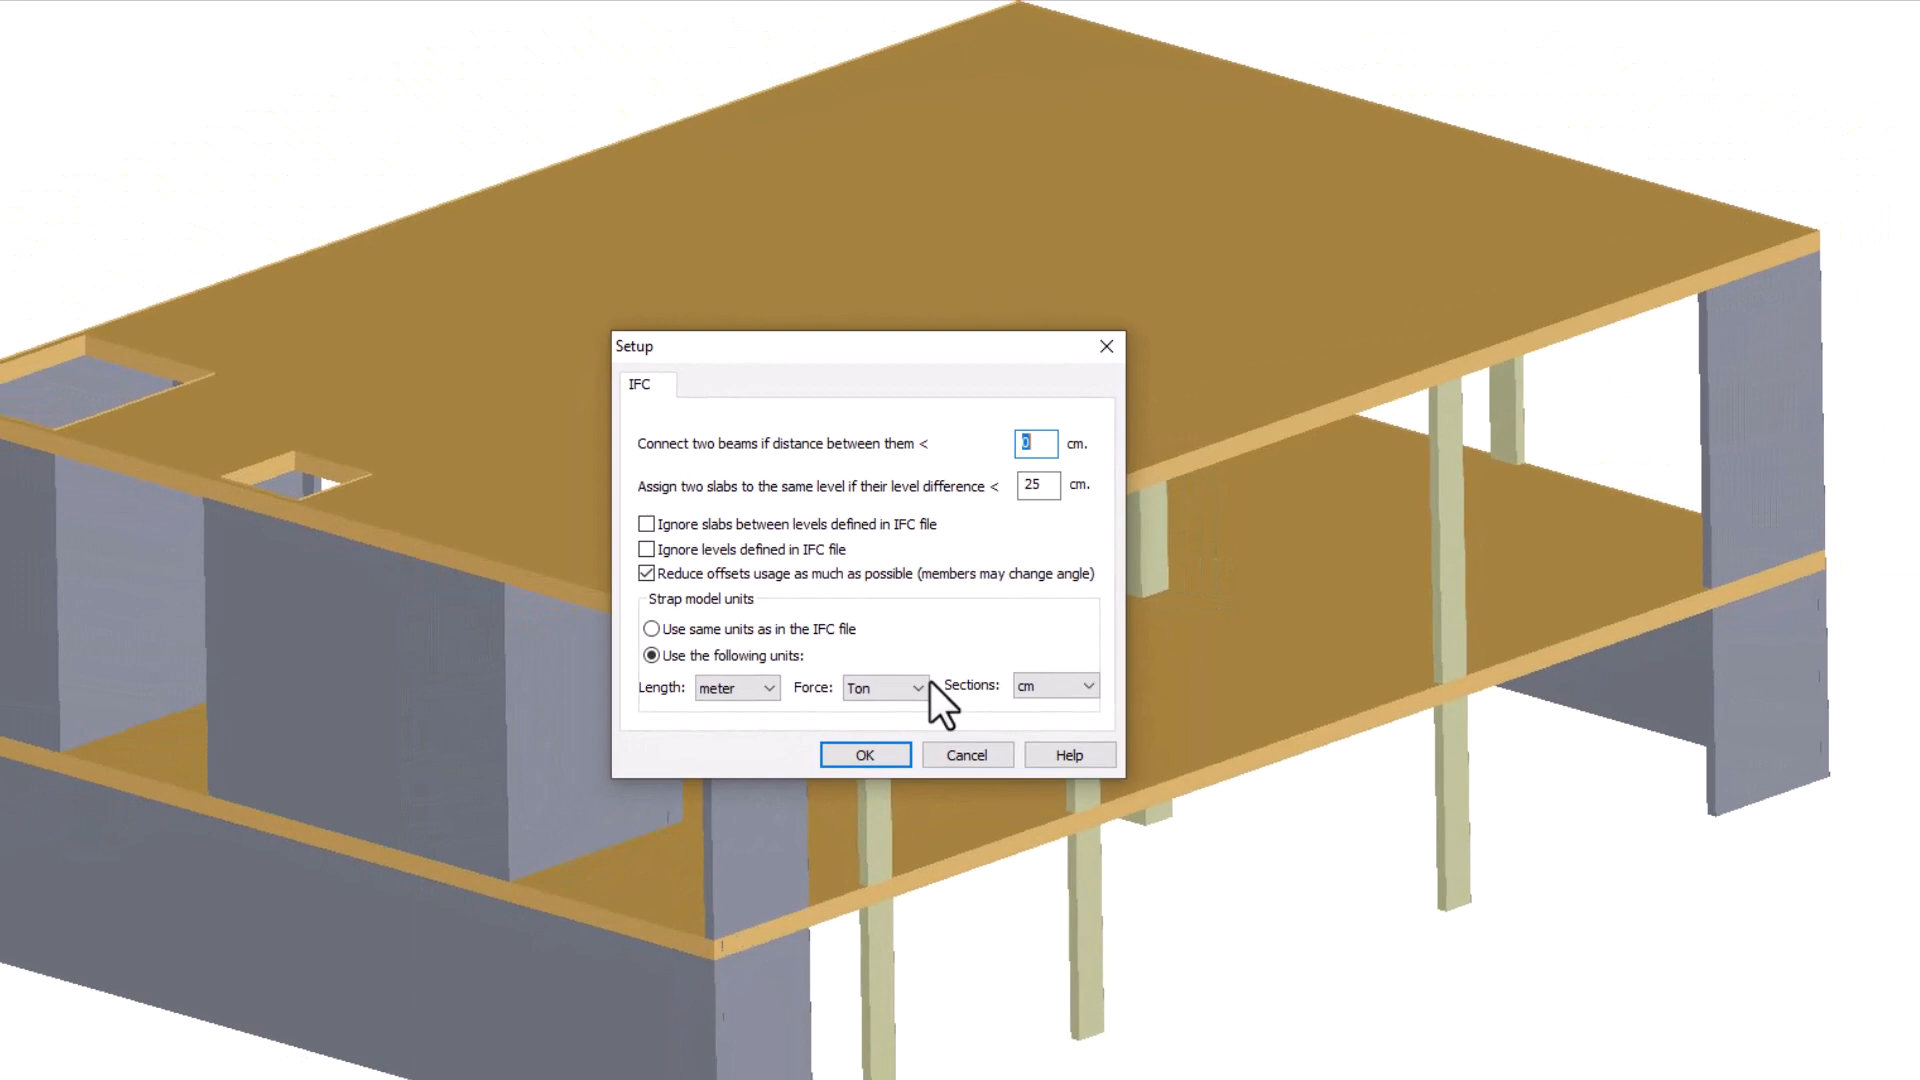 Setup
IFC
Connect two beams if distance between them < 0 cm.
Assign two slabs to the same level if their level difference < 25 cm.
Ignore slabs between levels defined in IFC file
Ignore levels defined in IFC file
Reduce offsets usage as much as possible (members may change angle)
Strap model units
Use same units as in the IFC file
Use the following units:
Length: meter Force: Ton Sections: cm
OK Cancel Help